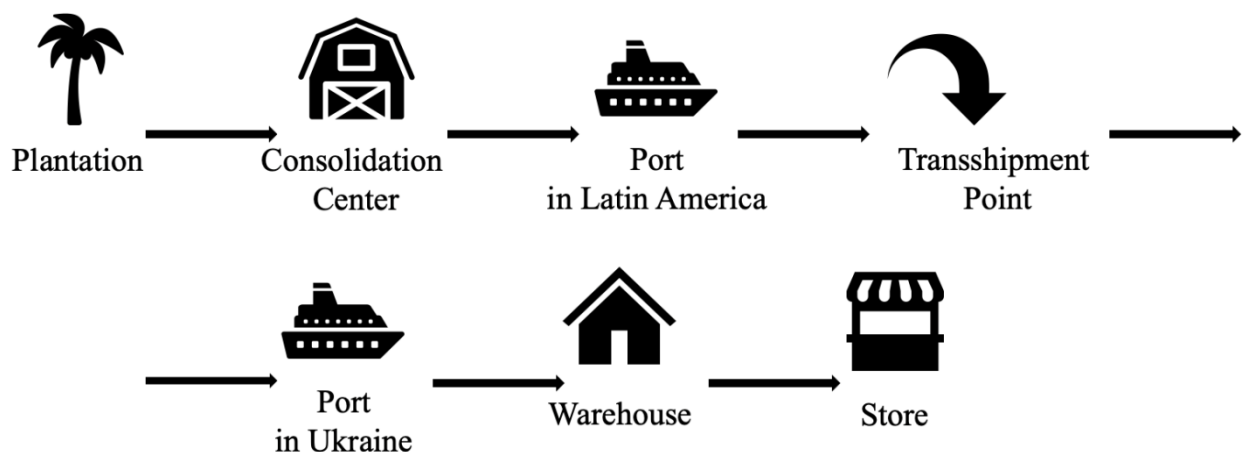 Plantation
Consolidation
Center
Port
in Latin America
Transshipment
Point
Port
in Ukraine
Warehouse
Store